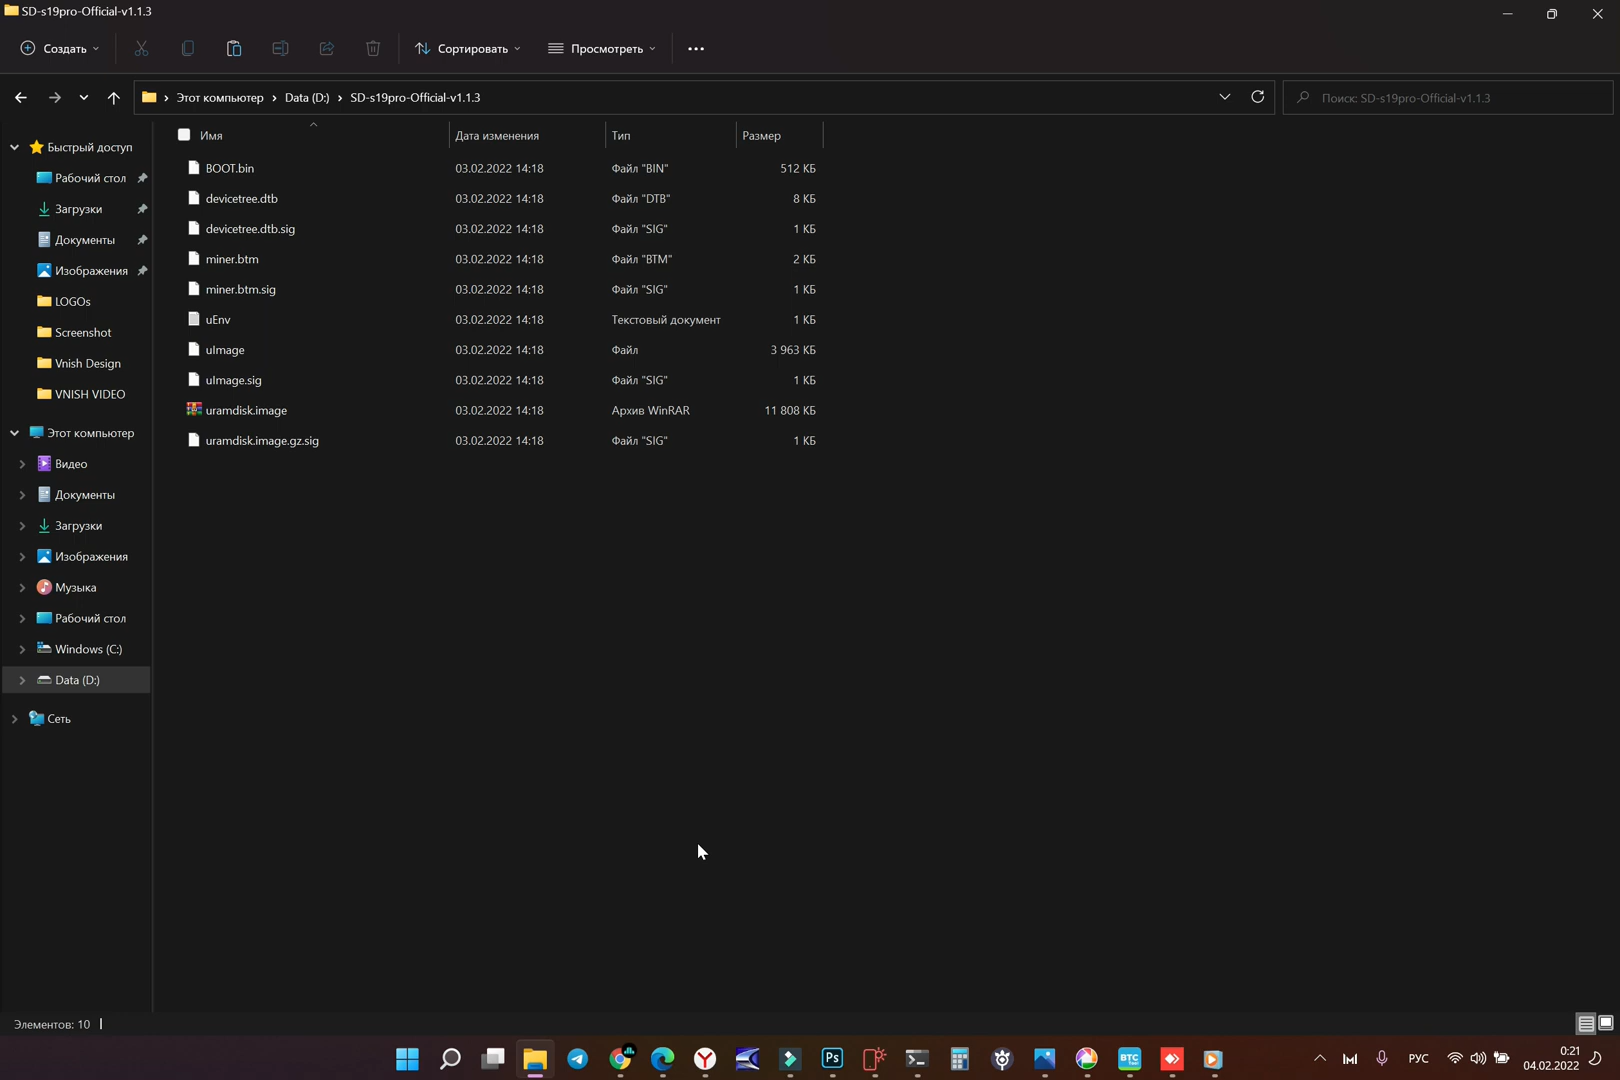 SD-s19pro-Official-v1.1.3
Создать
Сортировать
Просмотреть
Этот компьютер > Data (D:) > SD-s19pro-Official-v1.1.3
Поиск: SD-s19pro-Official-v1.1.3
Имя Дата изменения Тип Размер
BOOT.bin 03.02.2022 14:18 Файл "BIN" 512 КБ
devicetree.dtb 03.02.2022 14:18 Файл "DTB" 8 КБ
devicetree.dtb.sig 03.02.2022 14:18 Файл "SIG" 1 КБ
miner.btm 03.02.2022 14:18 Файл "BTM" 2 КБ
miner.btm.sig 03.02.2022 14:18 Файл "SIG" 1 КБ
uEnv 03.02.2022 14:18 Текстовый документ 1 КБ
uImage 03.02.2022 14:18 Файл 3 963 КБ
uImage.sig 03.02.2022 14:18 Файл "SIG" 1 КБ
uramdisk.image 03.02.2022 14:18 Архив WinRAR 11 808 КБ
uramdisk.image.gz.sig 03.02.2022 14:18 Файл "SIG" 1 КБ
Быстрый доступ
Рабочий стол
Загрузки
Документы
Изображения
LOGOs
Screenshot
Vnish Design
VNISH VIDEO
Этот компьютер
Видео
Документы
Загрузки
Изображения
Музыка
Рабочий стол
Windows (C:)
Data (D:)
Сеть
Элементов: 10
Ps
BTC
РУС
0:21
04.02.2022